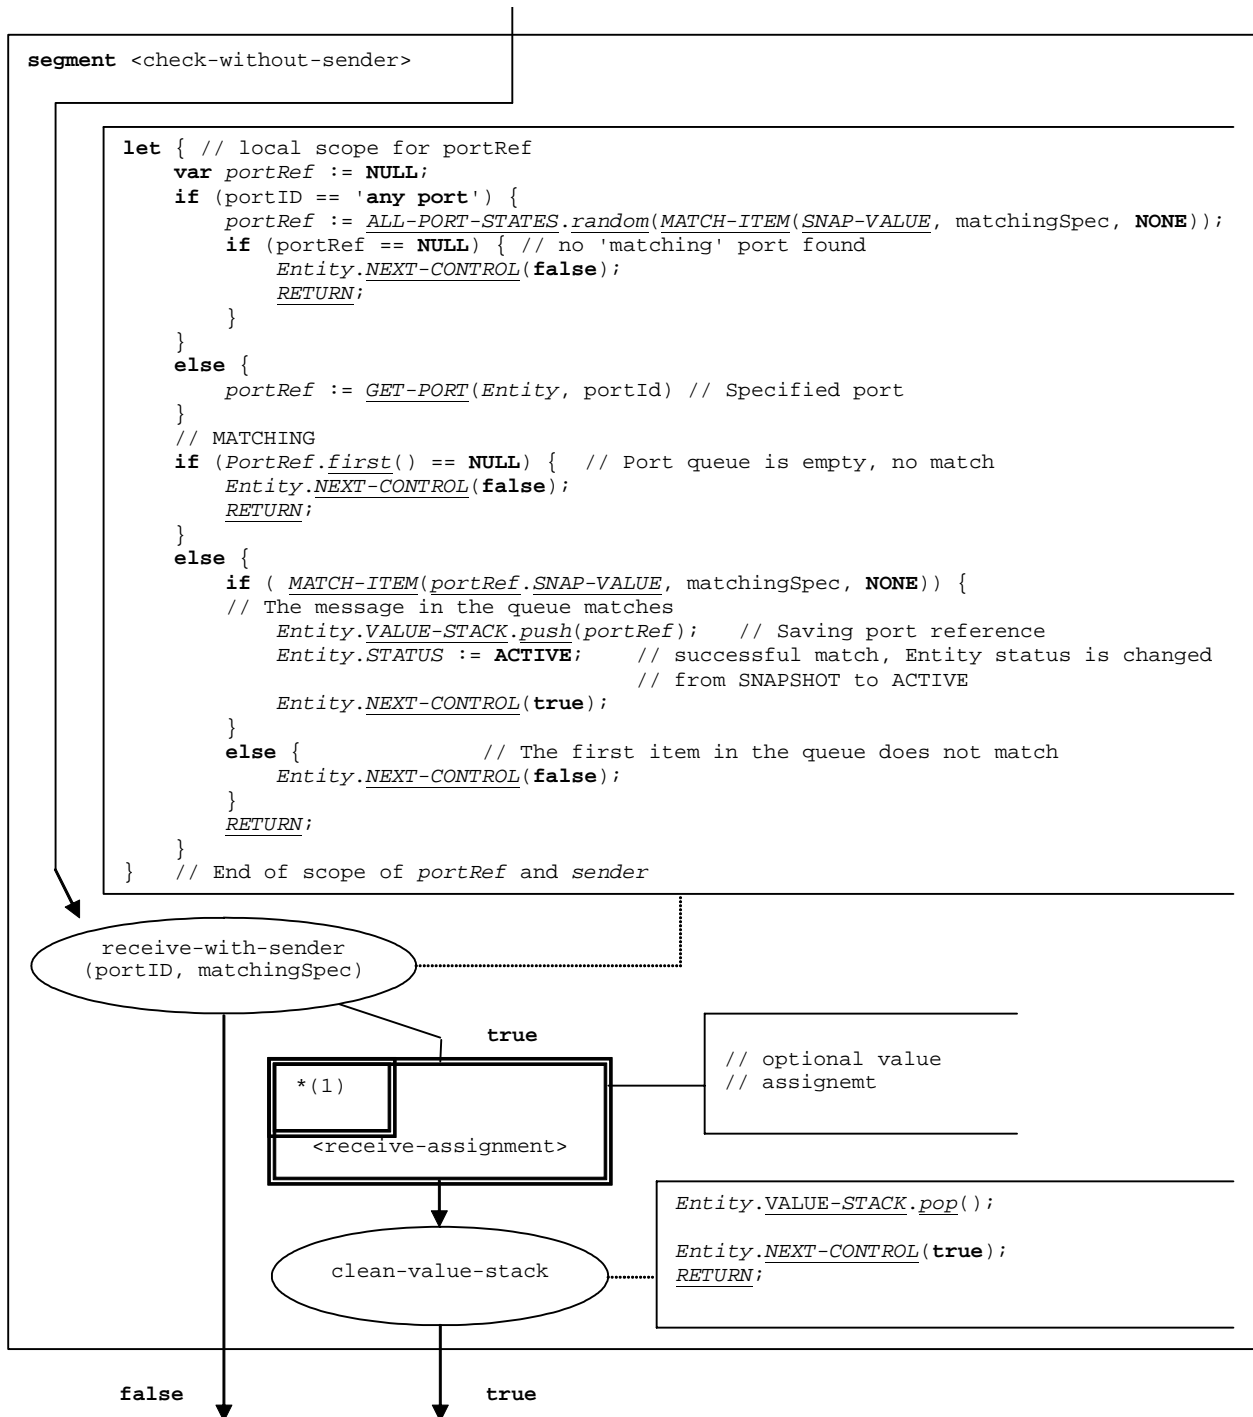 segment <check-without-sender>
let { // local scope for portRef
var portRef := NULL;
if (portID == 'any port') {
portRef := ALL-PORT-STATES.random(MATCH-ITEM(SNAP-VALUE, matchingSpec, NONE));
if (portRef == NULL) { // no 'matching' port found
Entity.NEXT-CONTROL(false);
RETURN;
}
}
else {
portRef := GET-PORT(Entity, portId) // Specified port
}
// MATCHING
if (PortRef.first() == NULL) { // Port queue is empty, no match
Entity.NEXT-CONTROL(false);
RETURN;
}
else {
if ( MATCH-ITEM(portRef.SNAP-VALUE, matchingSpec, NONE)) {
// The message in the queue matches
Entity.VALUE-STACK.push(portRef); // Saving port reference
Entity.STATUS := ACTIVE; // successful match, Entity status is changed
// from SNAPSHOT to ACTIVE
Entity.NEXT-CONTROL(true);
}
else { // The first item in the queue does not match
Entity.NEXT-CONTROL(false);
}
RETURN;
}
} // End of scope of portRef and sender
receive-with-sender
(portID, matchingSpec)
true
// optional value
// assignemt
*(1)
<receive-assignment>
Entity.VALUE-STACK.pop();
Entity.NEXT-CONTROL(true);
RETURN;
clean-value-stack
false
true